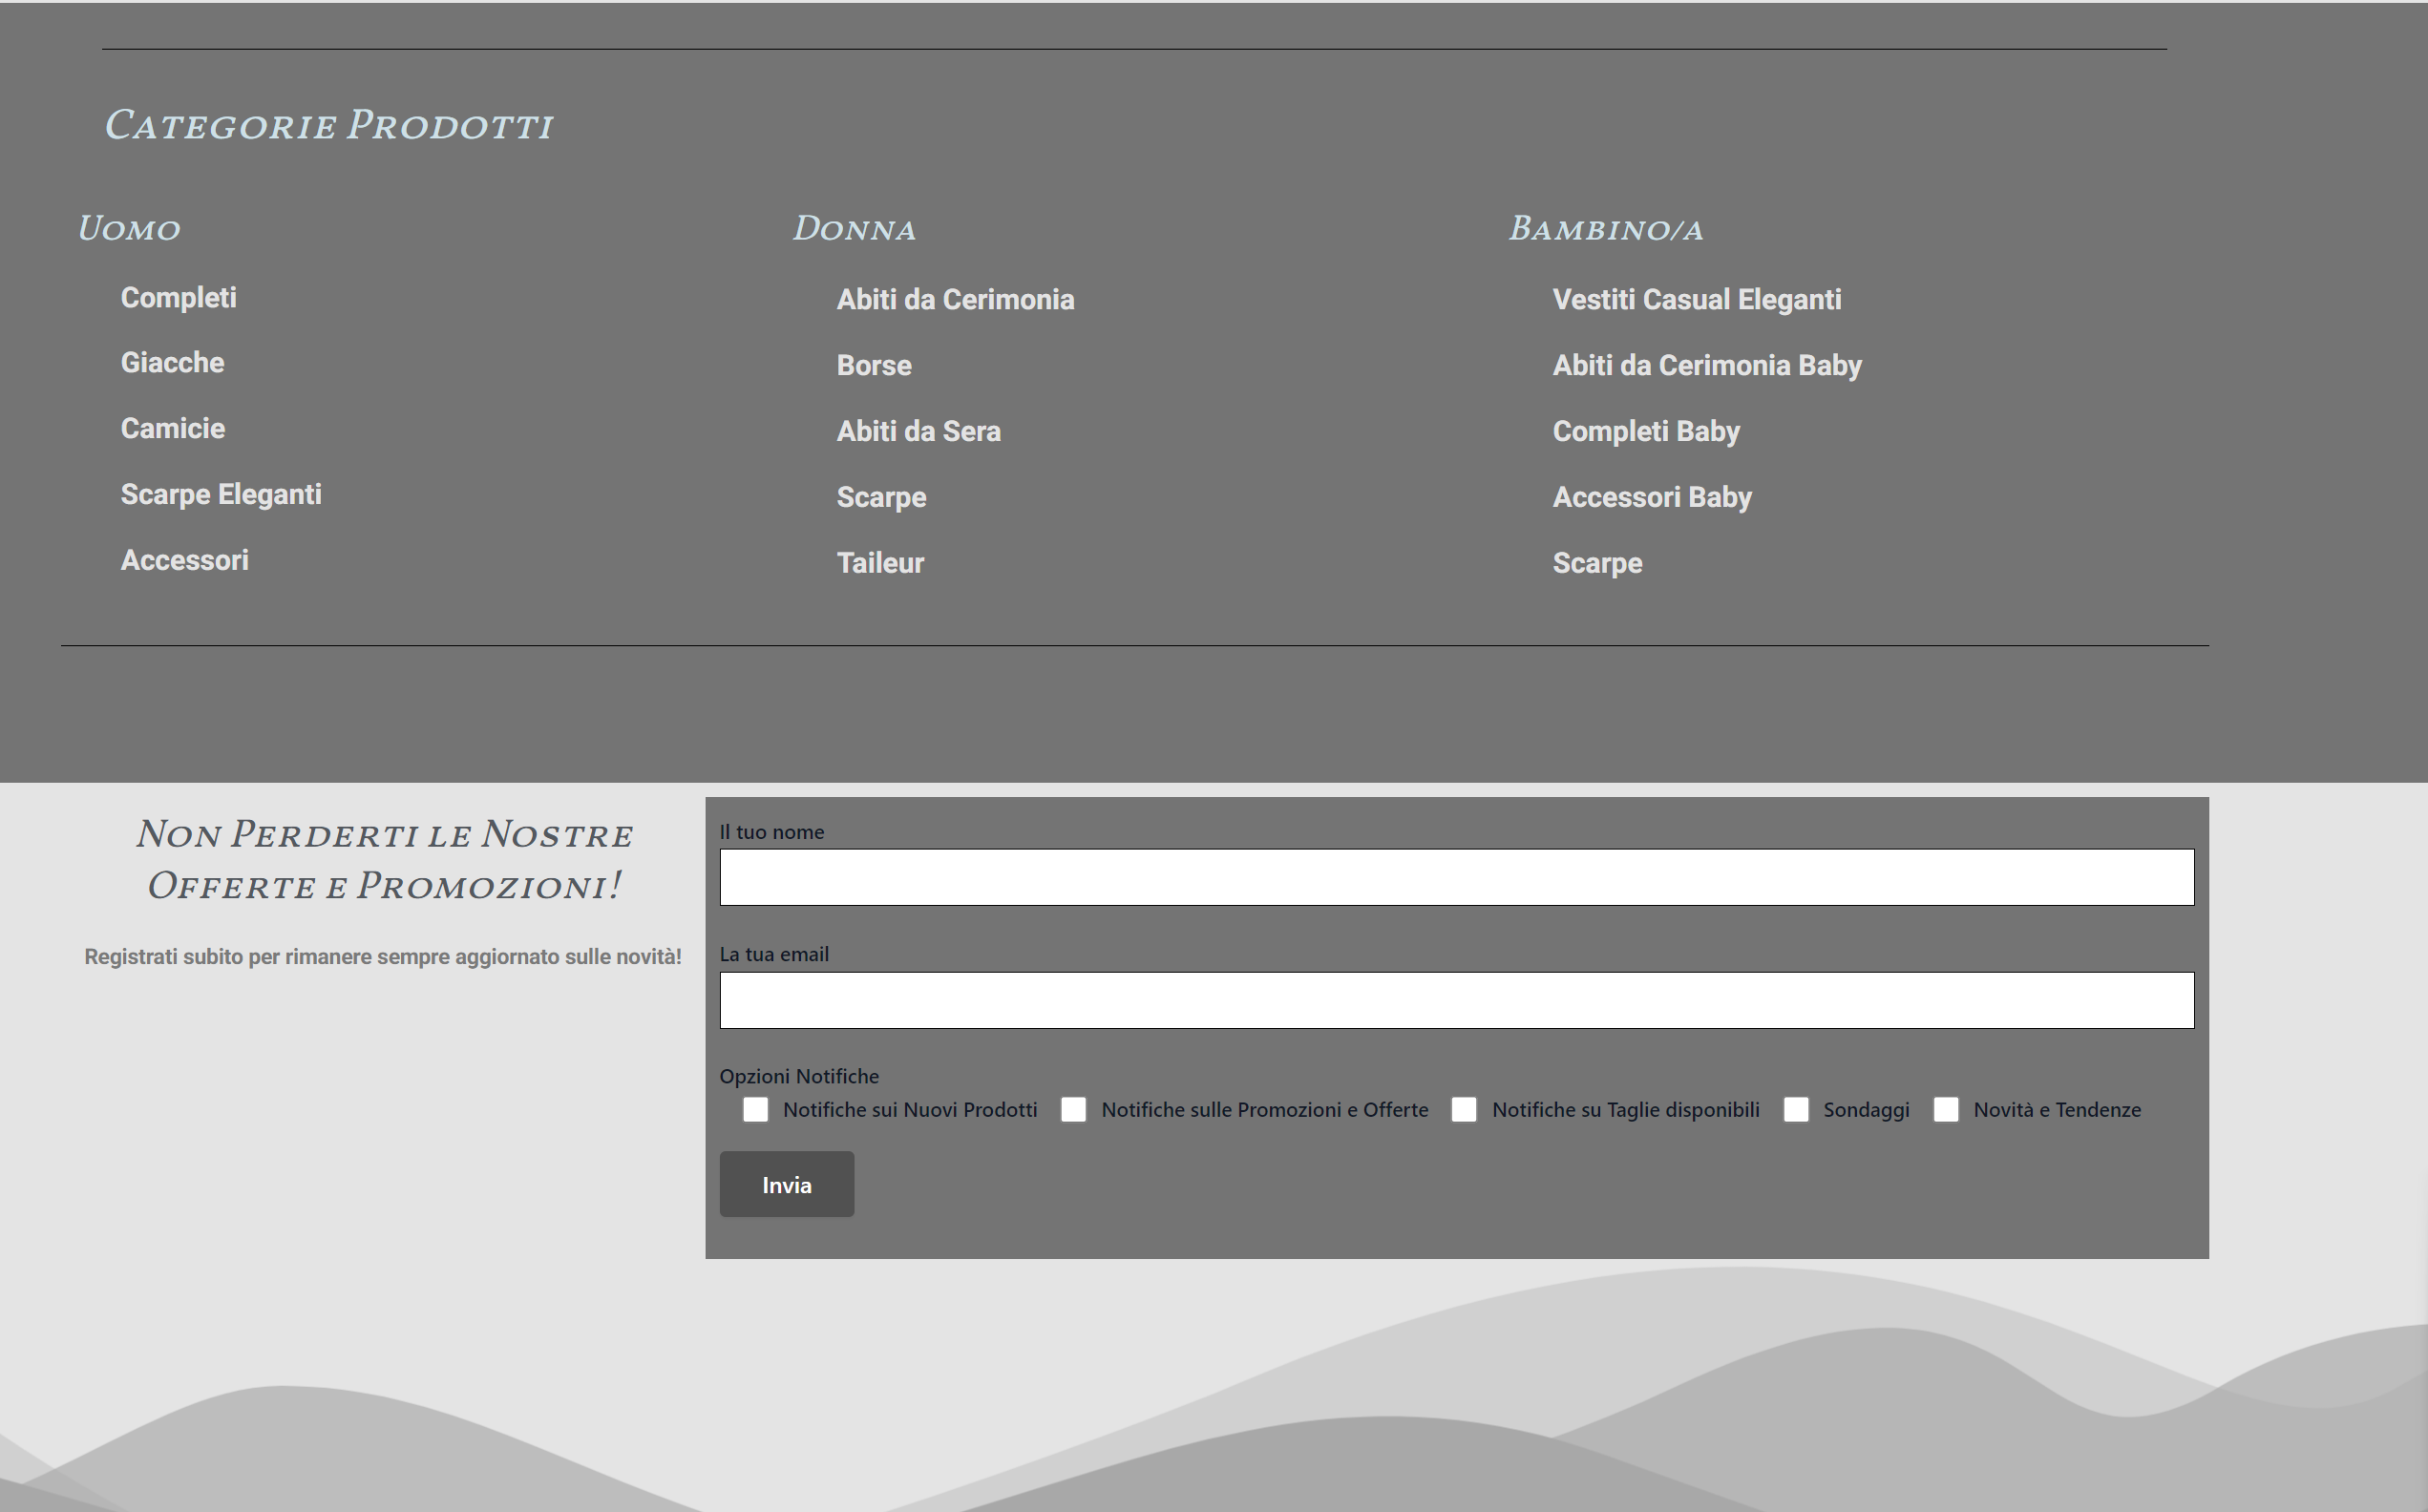 Categorie Prodotti
Uomo
Completi
Giacche
Camicie
Scarpe Eleganti
Accessori
Donna
Abiti da Cerimonia
Borse
Abiti da Sera
Scarpe
Taileur
Bambino/a
Vestiti Casual Eleganti
Abiti da Cerimonia Baby
Completi Baby
Accessori Baby
Scarpe
Non Perderti le Nostre
Offerte e Promozioni!
Registrati subito per rimanere sempre aggiornato sulle novità!
Il tuo nome
La tua email
Opzioni Notifiche
Notifiche sui Nuovi Prodotti Notifiche sulle Promozioni e Offerte Notifiche su Taglie disponibili Sondaggi Novità e Tendenze
Invia